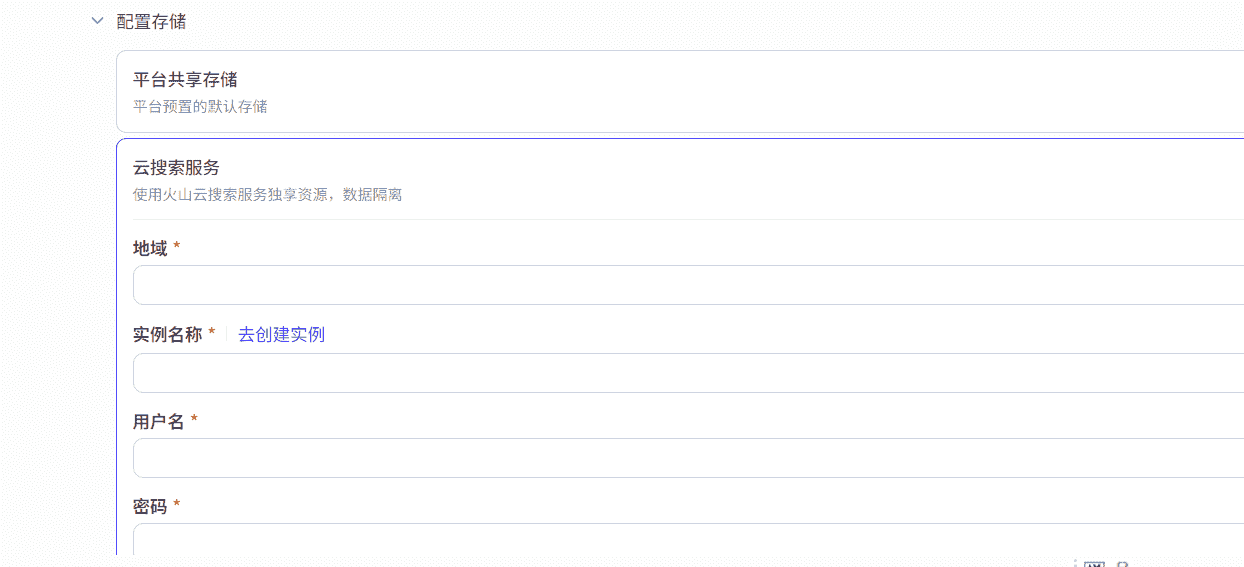 配置存储
平台共享存储
平台预置的默认存储
云搜索服务
使用火山云搜索服务独享资源，数据隔离
地域 *
实例名称 * 去创建实例
用户名 *
密码 *